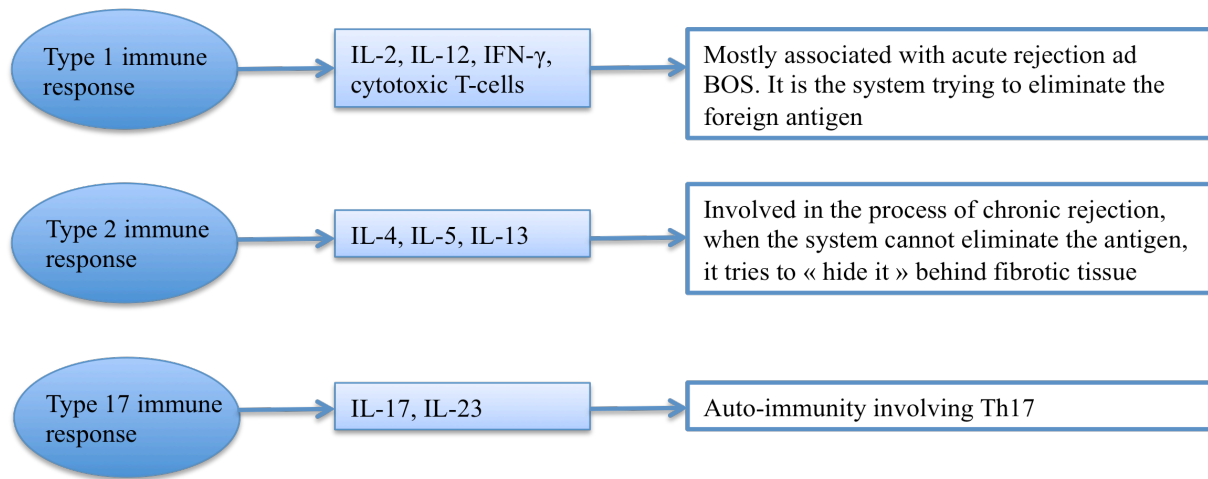 Type 1 immune
response
IL-2, IL-12, IFN-γ,
cytotoxic T-cells
Mostly associated with acute rejection ad
BOS. It is the system trying to eliminate the
foreign antigen
Type 2 immune
response
IL-4, IL-5, IL-13
Involved in the process of chronic rejection,
when the system cannot eliminate the antigen,
it tries to « hide it » behind fibrotic tissue
Type 17 immune
response
IL-17, IL-23
Auto-immunity involving Th17